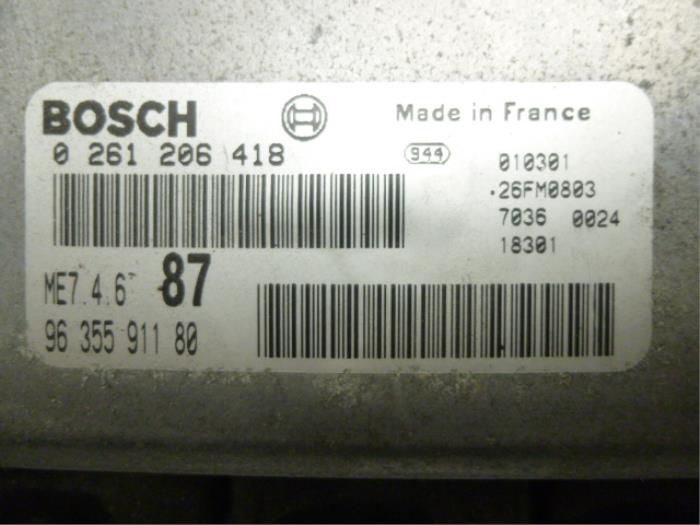 BOSCH
Made in France
0 261 206 418
944
010301
.26FM0803
7036 0024
18301
ME7.4.6 87
96 355 911 80